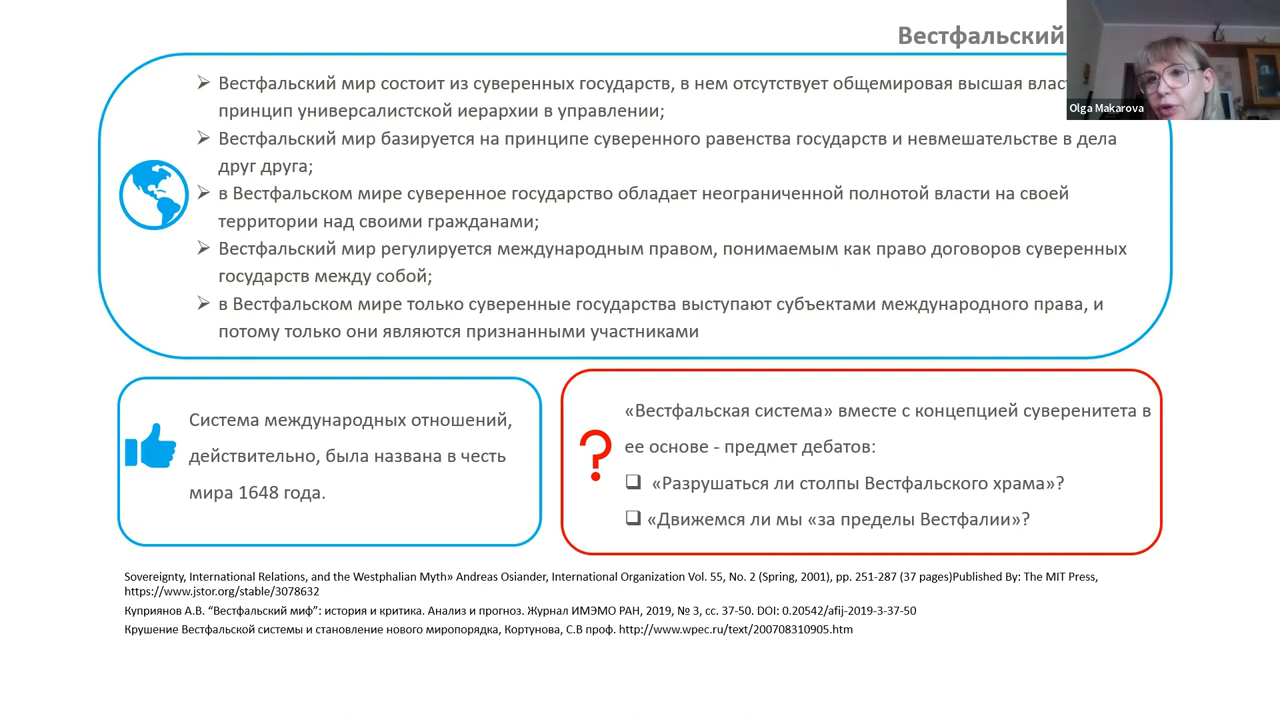 Вестфальский
Olga Makarova
Вестфальский мир состоит из суверенных государств, в нем отсутствует общемировая высшая
принцип универсалистской иерархии в управлении;
Вестфальский мир базируется на принципе суверенного равенства государств и невмешательстве в дела
друг друга;
в Вестфальском мире суверенное государство обладает неограниченной полнотой власти на своей
территории над своими гражданами;
Вестфальский мир регулируется международным правом, понимаемым как право договоров суверенных
государств между собой;
в Вестфальском мире только суверенные государства выступают субъектами международного права, и
потому только они являются признанными участниками
Система международных отношений,
действительно, была названа в честь
мира 1648 года.
?
«Вестфальская система» вместе с концепцией суверенитета в
ее основе - предмет дебатов:
«Разрушаться ли столпы Вестфальского храма»?
«Движемся ли мы «за пределы Вестфалии»?
Sovereignty, International Relations, and the Westphalian Myth» Andreas Osiander, International Organization Vol. 55, No. 2 (Spring, 2001), pp. 251-287 (37 pages)Published By: The MIT Press,
https://www.jstor.org/stable/3078632
Куприянов А.В. “Вестфальский миф”: история и критика. Анализ и прогноз. Журнал ИМЭМО РАН, 2019, № 3, сс. 37-50. DOI: 0.20542/afij-2019-3-37-50
Крушение Вестфальской системы и становление нового миропорядка, Кортунова, С.В проф. http://www.wpec.ru/text/200708310905.htm